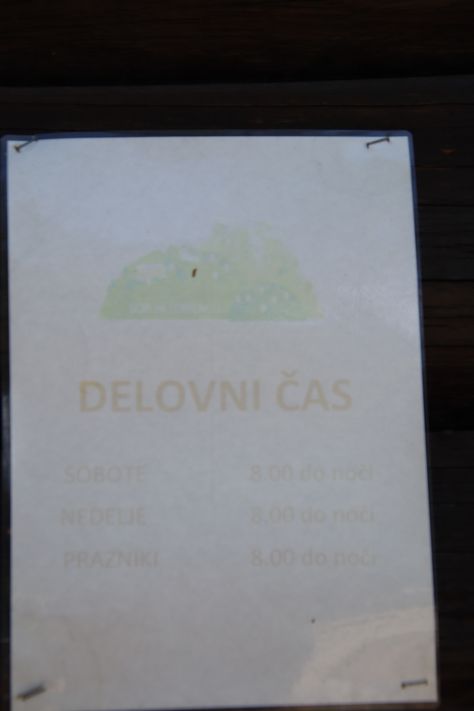 DELOVNI ČAS
SOBOTE 8.00 do noči
NEDELJE 8.00 do noči
PRAZNIKI 8.00 do noči